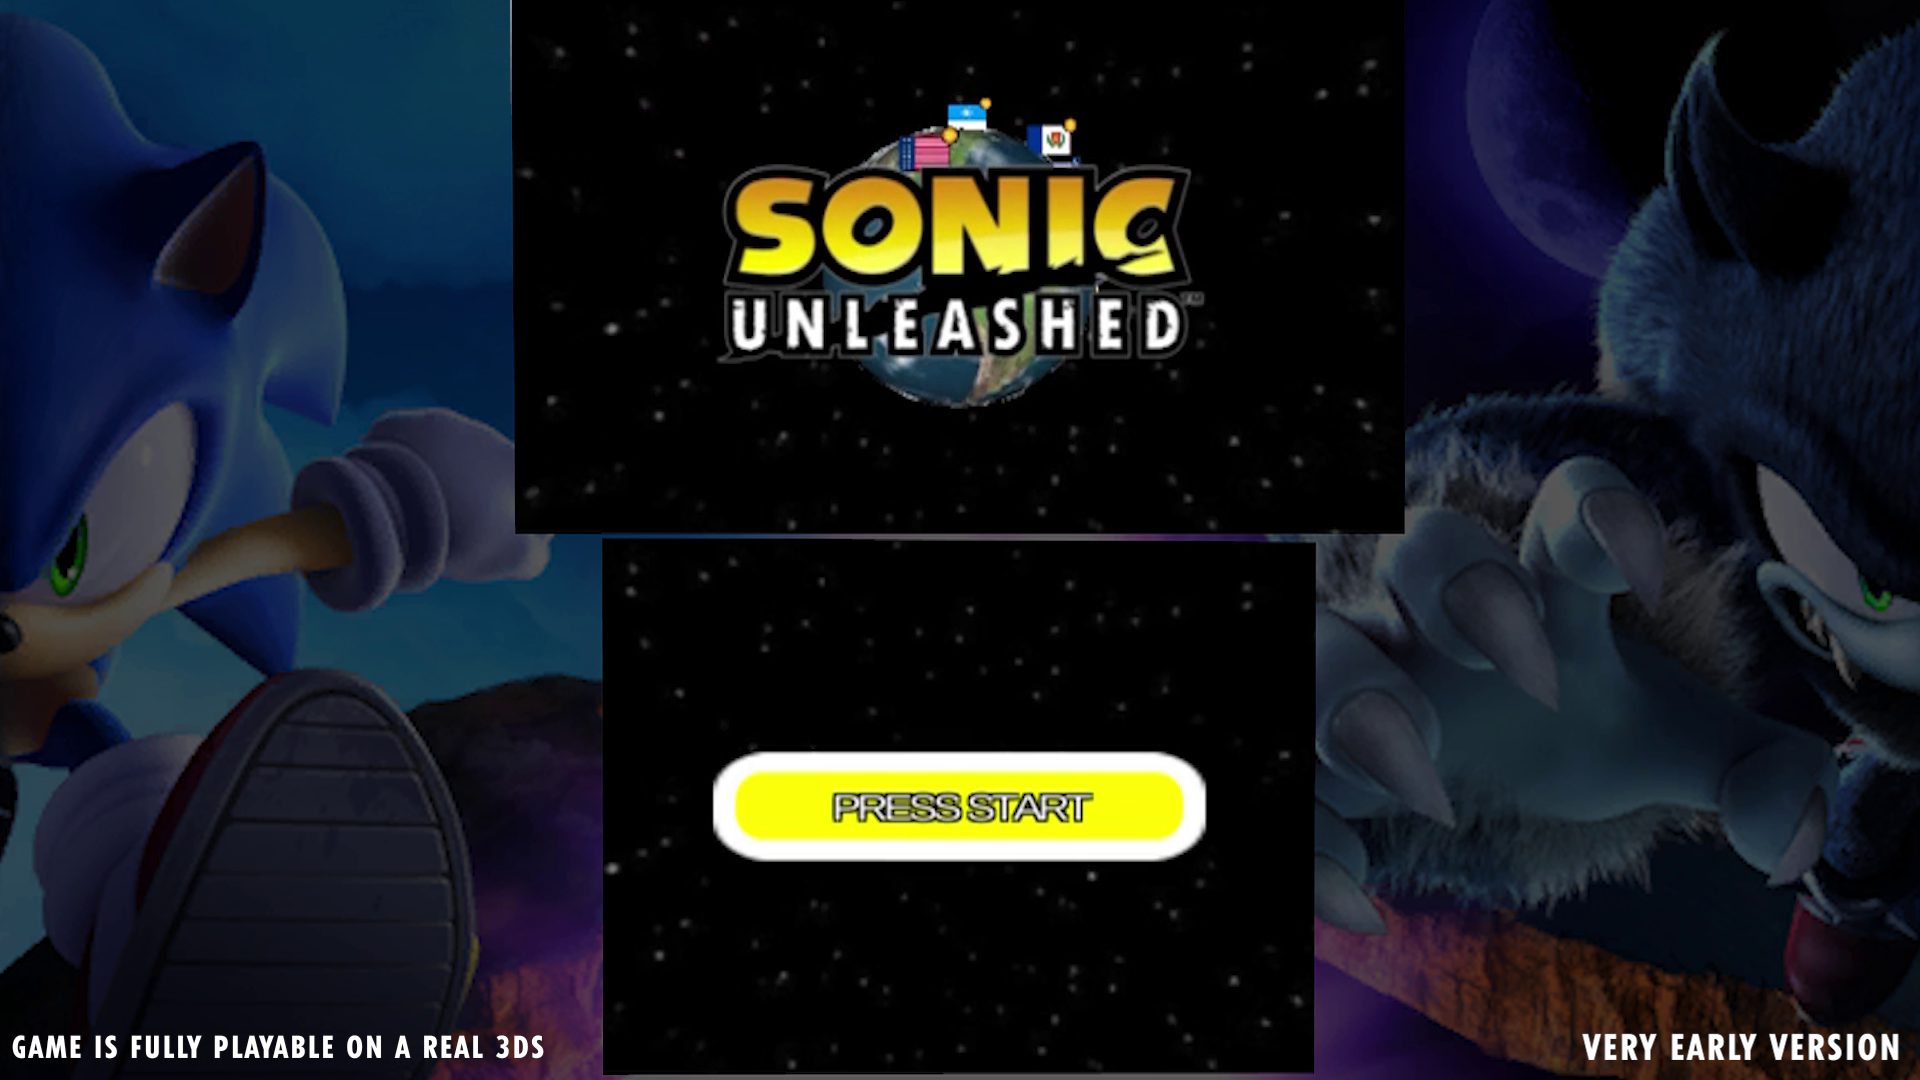 SONIC
UNLEASHED™
PRESS START
GAME IS FULLY PLAYABLE ON A REAL 3DS
VERY EARLY VERSION